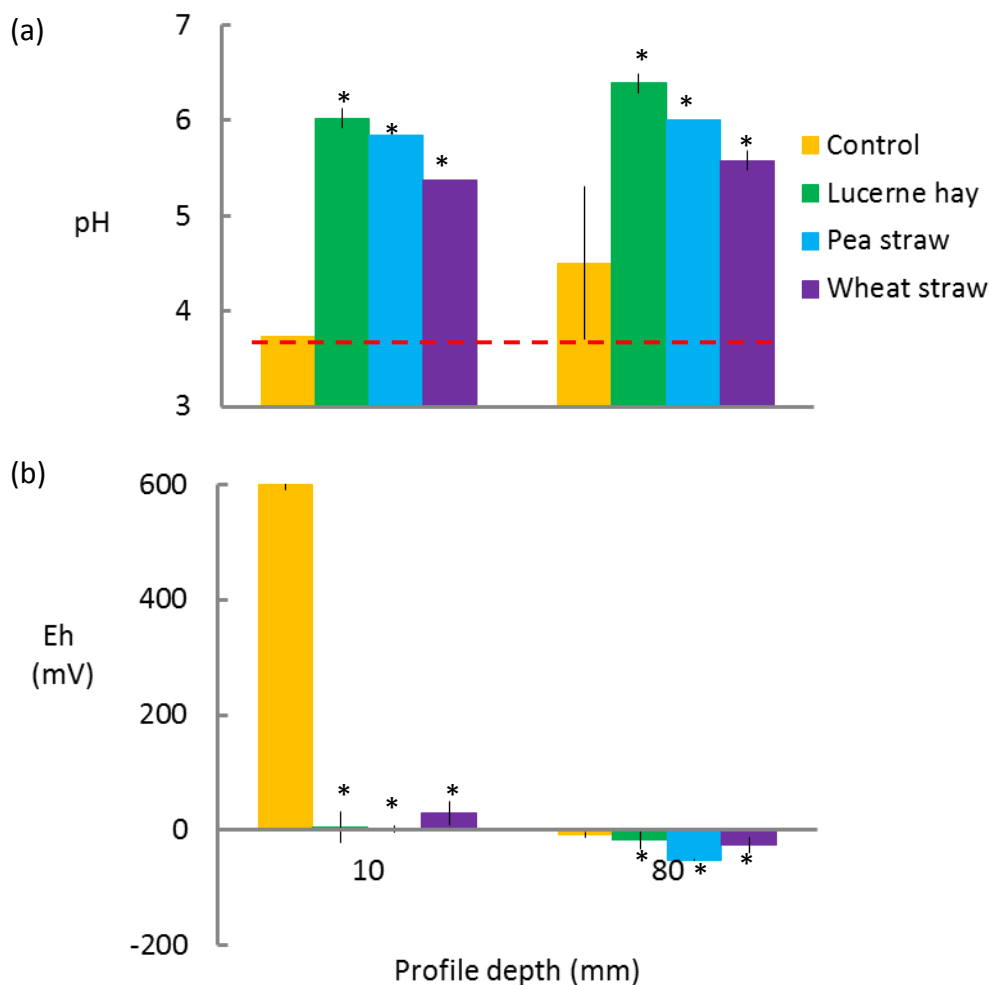 (a)
7
6
5
4
3
pH
* * * * * *
Control
Lucerne hay
Pea straw
Wheat straw
(b)
600
400
200
0
-200
Eh
(mV)
* * *
* * *
10 80
Profile depth (mm)